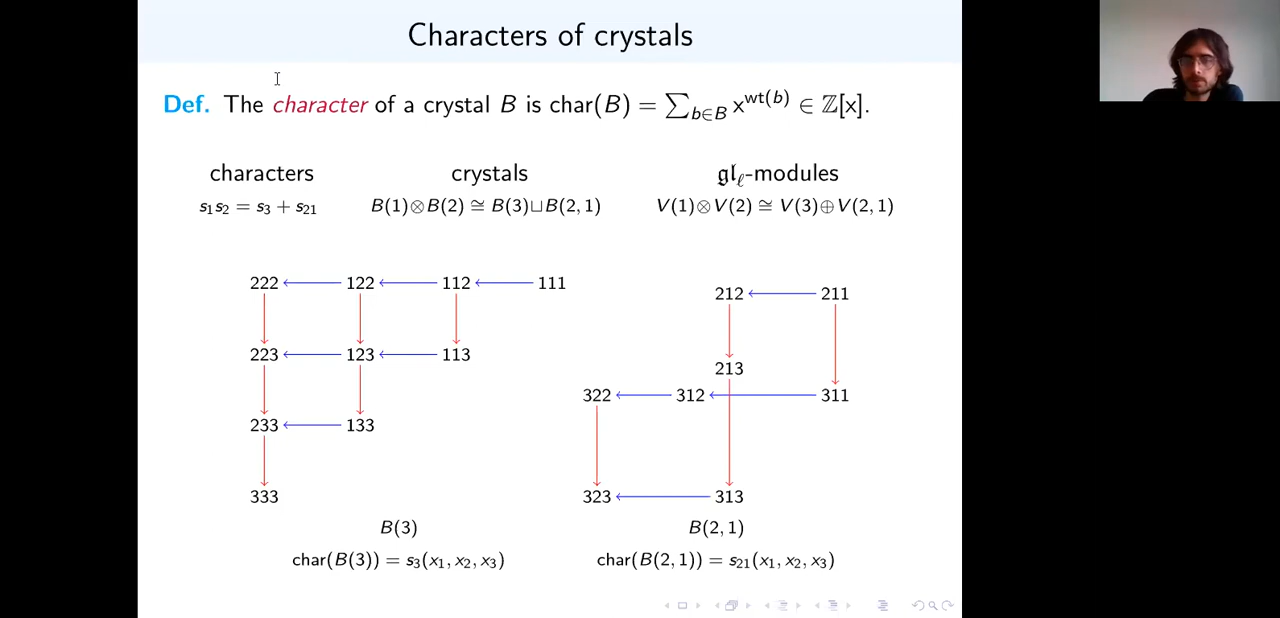 Characters of crystals
Def. The character of a crystal B is char(B) = ∑_{b∈B} x^{wt(b)} ∈ ℤ[x].
characters crystals 𝔤𝔩_ℓ-modules
s₁s₂ = s₃ + s₂₁ B(1)⊗B(2) ≅ B(3)⊔B(2, 1) V(1)⊗V(2) ≅ V(3)⊕V(2, 1)
222 122 112 111
212 211
223 123 113
213
322 312 311
233 133
333
323 313
B(3) B(2, 1)
char(B(3)) = s₃(x₁, x₂, x₃) char(B(2, 1)) = s₂₁(x₁, x₂, x₃)